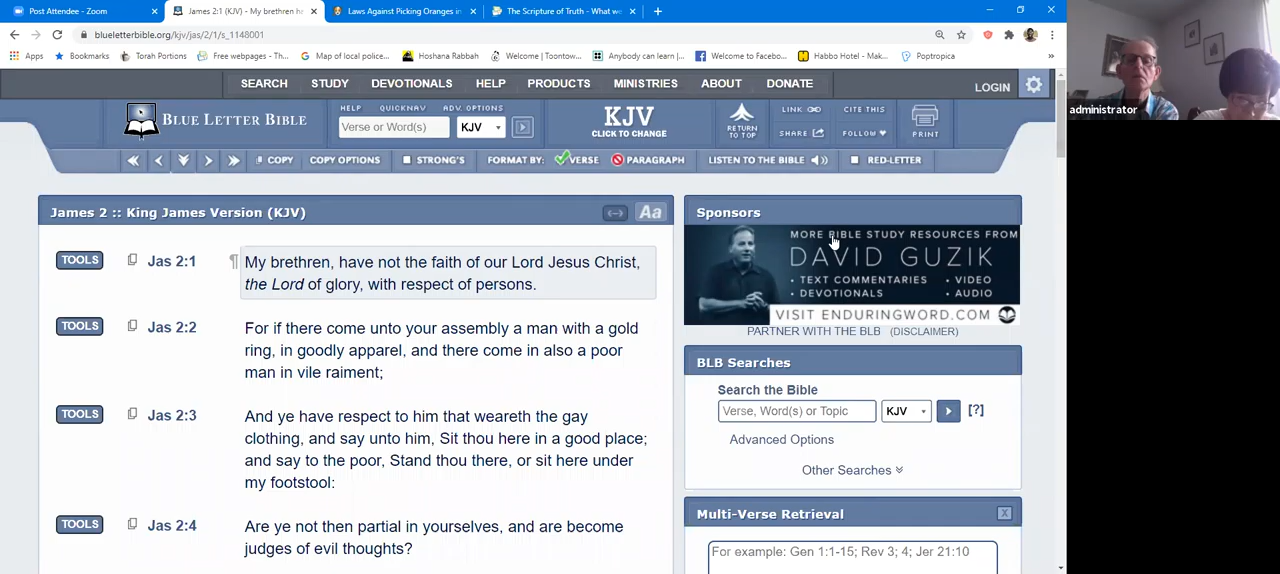 Post Attendee - Zoom
James 2:1 (KJV) - My brethren ha
Laws Against Picking Oranges in
The Scripture of Truth - What we
blueletterbible.org/kjv/jas/2/1/s_1148001
Apps
Bookmarks
Torah Portions
Free webpages - Th...
Map of local police...
Hoshana Rabbah
Welcome | Toontow...
Anybody can learn |...
Welcome to Facebo...
Habbo Hotel - Mak...
Poptropica
SEARCH
STUDY
DEVOTIONALS
HELP
PRODUCTS
MINISTRIES
ABOUT
DONATE
LOGIN
BLUE LETTER BIBLE
HELP
QUICKNAV
ADV. OPTIONS
Verse or Word(s)
KJV
KJV
CLICK TO CHANGE
RETURN
TO TOP
LINK
CITE THIS
SHARE
FOLLOW
PRINT
COPY
COPY OPTIONS
STRONG'S
FORMAT BY:
VERSE
PARAGRAPH
LISTEN TO THE BIBLE
RED-LETTER
James 2 :: King James Version (KJV)
Aa
TOOLS
Jas 2:1
¶ My brethren, have not the faith of our Lord Jesus Christ,
the Lord of glory, with respect of persons.
TOOLS
Jas 2:2
For if there come unto your assembly a man with a gold
ring, in goodly apparel, and there come in also a poor
man in vile raiment;
TOOLS
Jas 2:3
And ye have respect to him that weareth the gay
clothing, and say unto him, Sit thou here in a good place;
and say to the poor, Stand thou there, or sit here under
my footstool:
TOOLS
Jas 2:4
Are ye not then partial in yourselves, and are become
judges of evil thoughts?
Sponsors
MORE BIBLE STUDY RESOURCES FROM
DAVID GUZIK
• TEXT COMMENTARIES • VIDEO
• DEVOTIONALS • AUDIO
VISIT ENDURINGWORD.COM
PARTNER WITH THE BLB (DISCLAIMER)
BLB Searches
Search the Bible
Verse, Word(s) or Topic
KJV
[?]
Advanced Options
Other Searches
Multi-Verse Retrieval
X
For example: Gen 1:1-15; Rev 3; 4; Jer 21:10
administrator